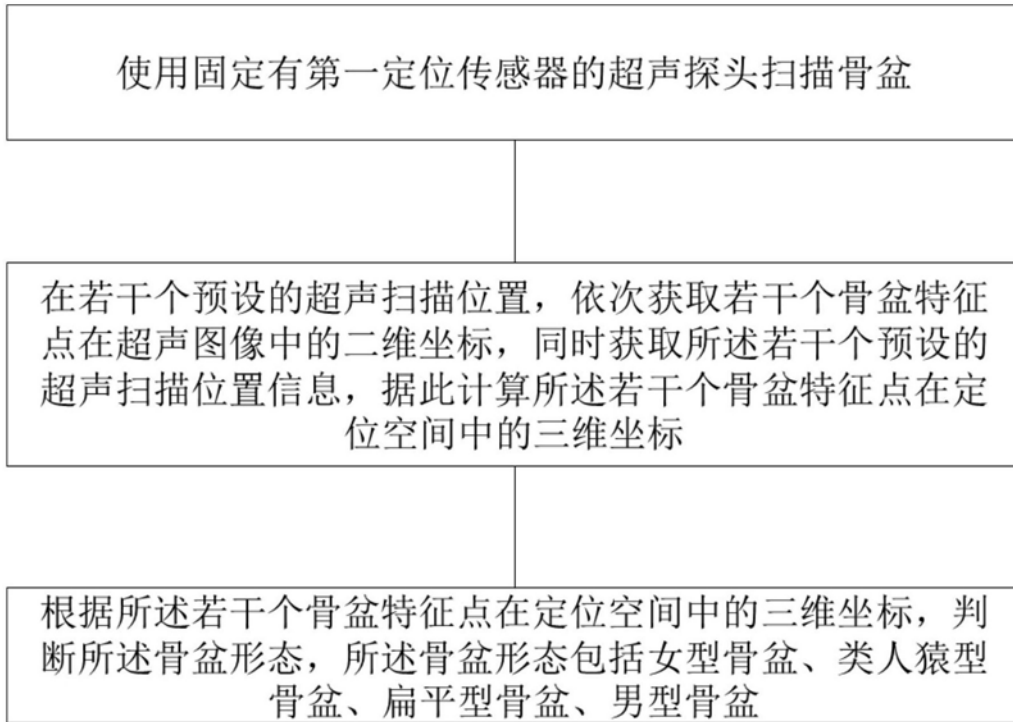 使用固定有第一定位传感器的超声探头扫描骨盆
在若干个预设的超声扫描位置，依次获取若干个骨盆特征
点在超声图像中的二维坐标，同时获取所述若干个预设的
超声扫描位置信息，据此计算所述若干个骨盆特征点在定
位空间中的三维坐标
根据所述若干个骨盆特征点在定位空间中的三维坐标，判
断所述骨盆形态，所述骨盆形态包括女型骨盆、类人猿型
骨盆、扁平型骨盆、男型骨盆